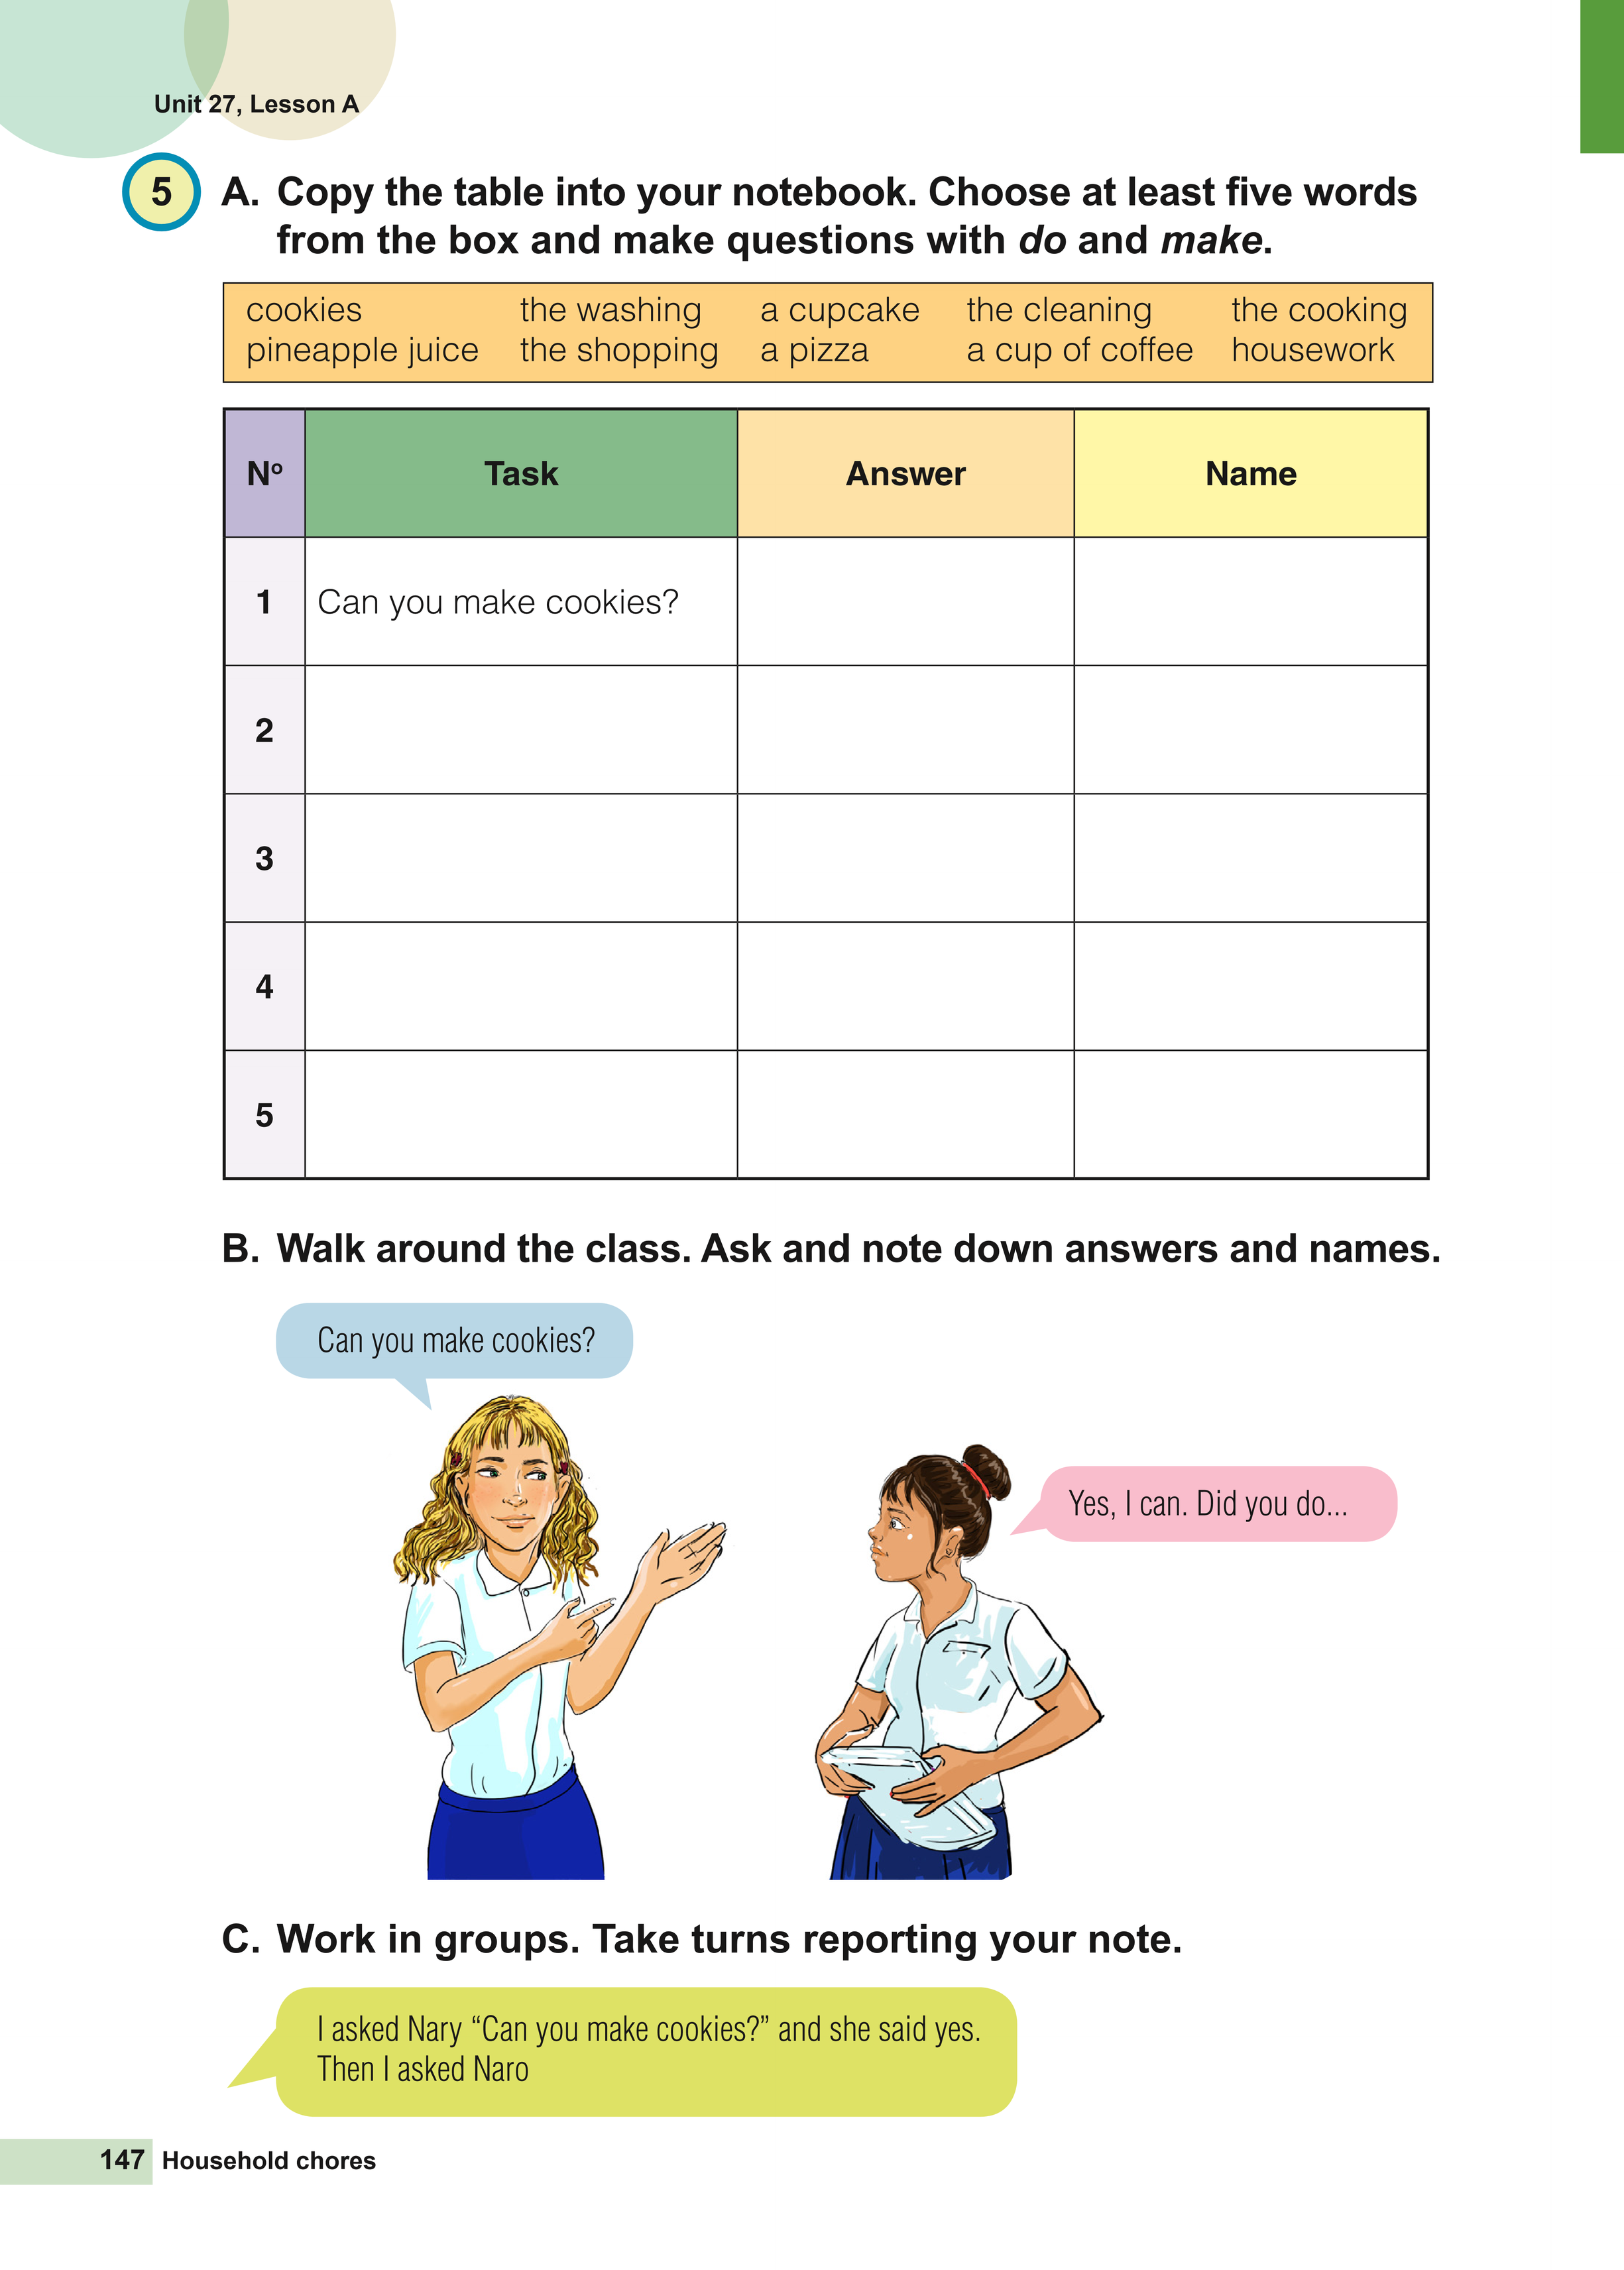 Unit 27, Lesson A
5 A. Copy the table into your notebook. Choose at least five words
from the box and make questions with do and make.
cookies the washing a cupcake the cleaning the cooking
pineapple juice the shopping a pizza a cup of coffee housework
Nº Task Answer Name
1 Can you make cookies?
2
3
4
5
B. Walk around the class. Ask and note down answers and names.
Can you make cookies?
Yes, I can. Did you do...
C. Work in groups. Take turns reporting your note.
I asked Nary “Can you make cookies?” and she said yes.
Then I asked Naro
147 Household chores